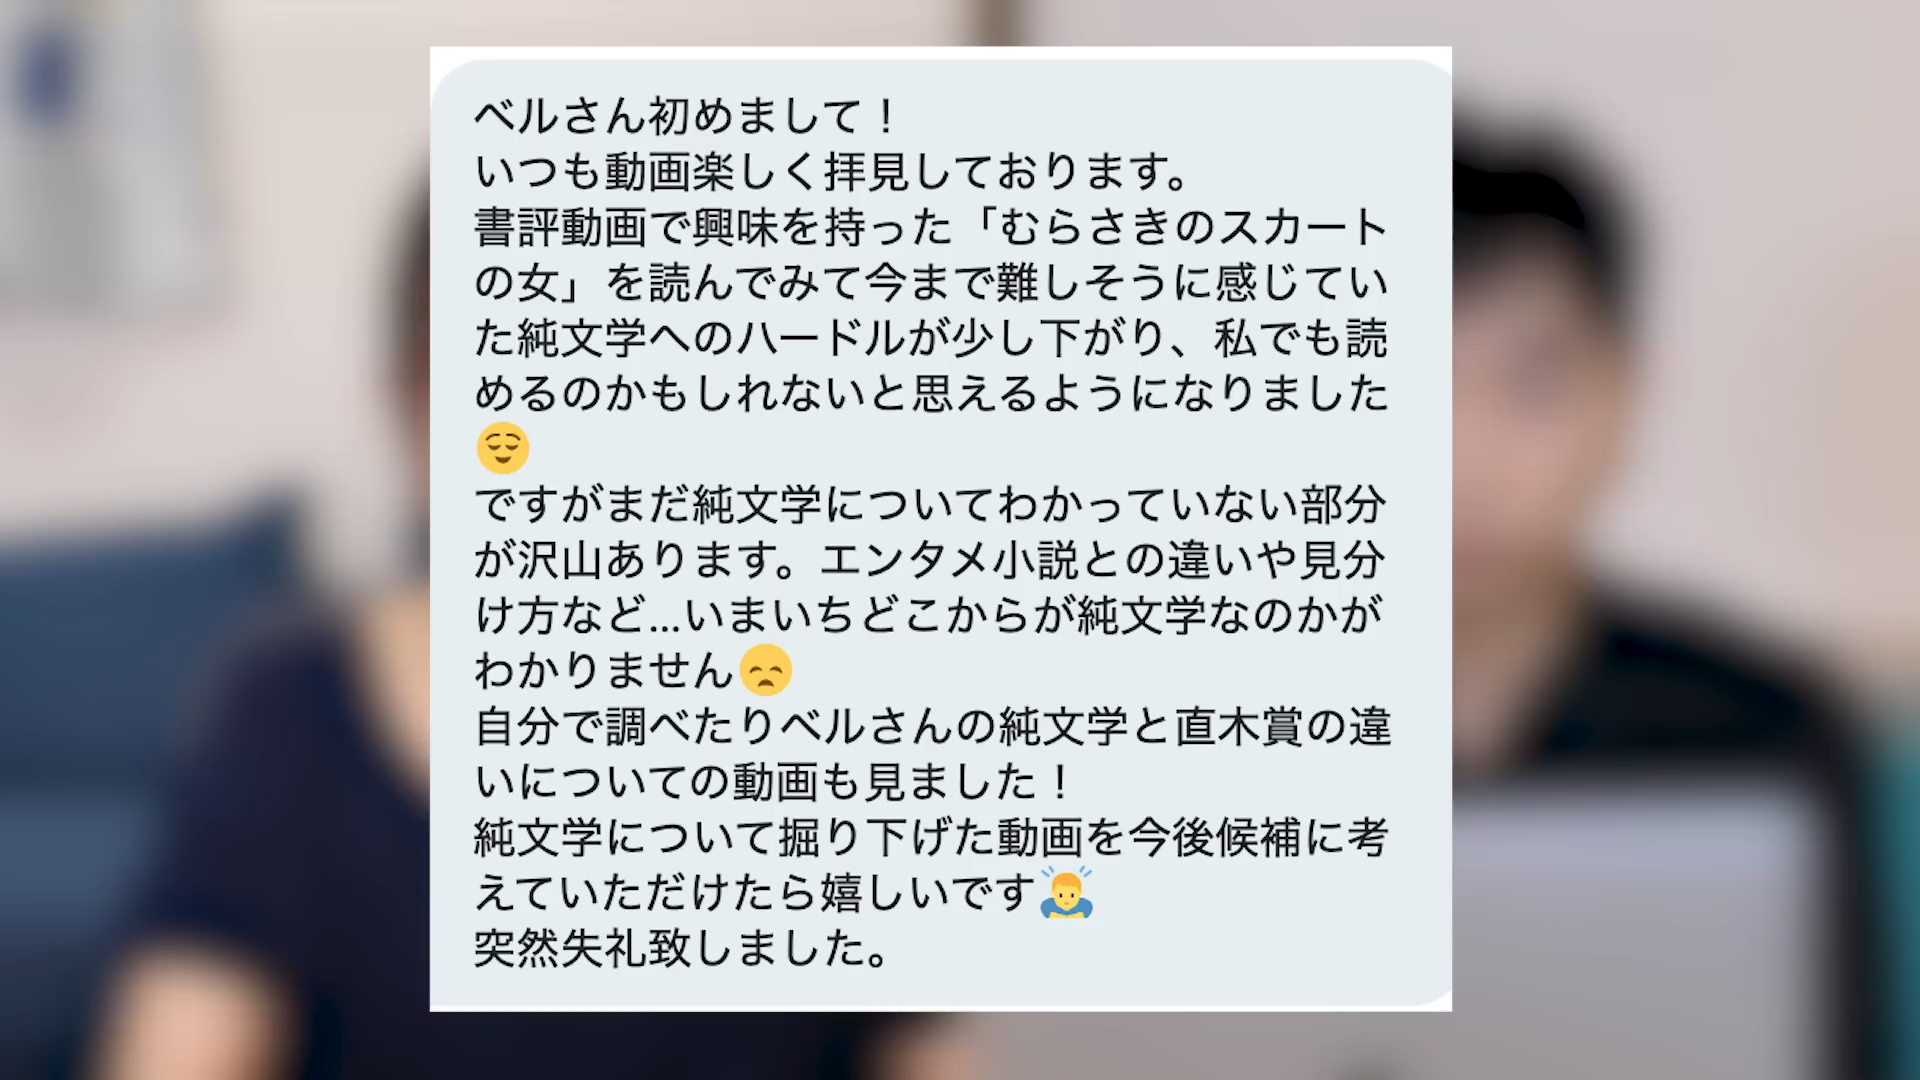 ベルさん初めまして！
いつも動画楽しく拝見しております。
書評動画で興味を持った「むらさきのスカート
の女」を読んでみて今まで難しそうに感じてい
た純文学へのハードルが少し下がり、私でも読
めるのかもしれないと思えるようになりました
😌
ですがまだ純文学についてわかっていない部分
が沢山あります。エンタメ小説との違いや見分
け方など...いまいちどこからが純文学なのかが
わかりません😞
自分で調べたりベルさんの純文学と直木賞の違
いについての動画も見ました！
純文学について掘り下げた動画を今後候補に考
えていただけたら嬉しいです🙇‍♂️
突然失礼致しました。